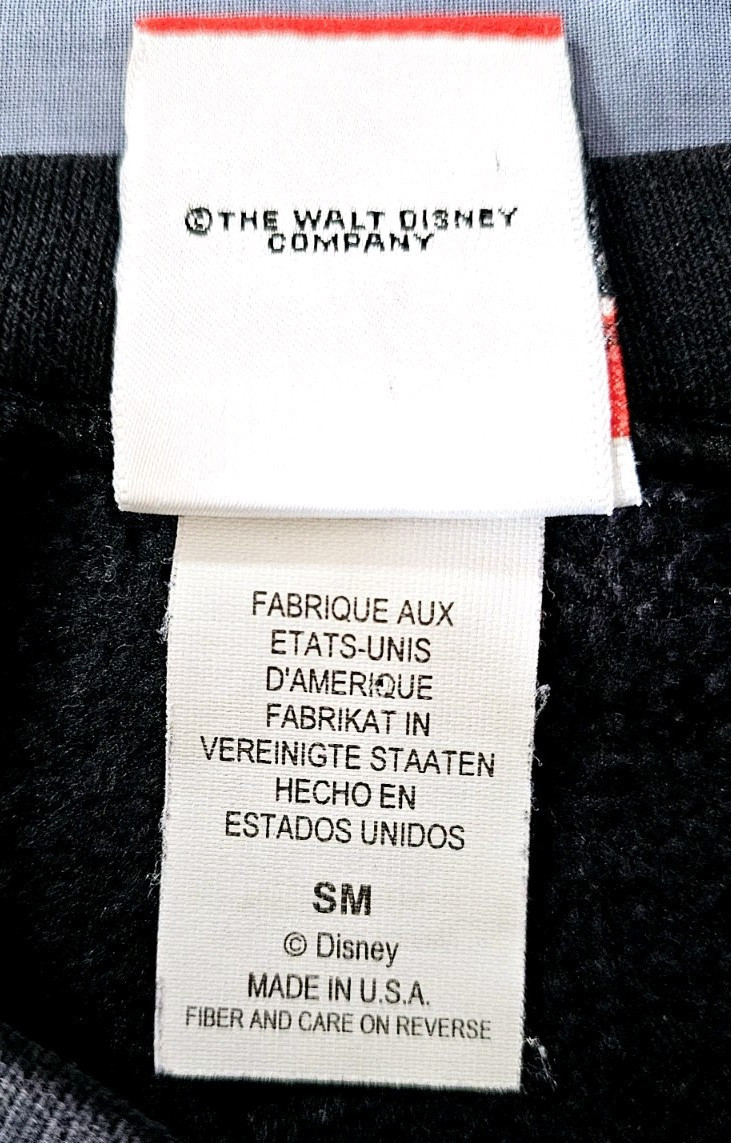 ©THE WALT DISNEY
COMPANY
FABRIQUE AUX
ETATS-UNIS
D'AMERIQUE
FABRIKAT IN
VEREINIGTE STAATEN
HECHO EN
ESTADOS UNIDOS
SM
© Disney
MADE IN U.S.A.
FIBER AND CARE ON REVERSE